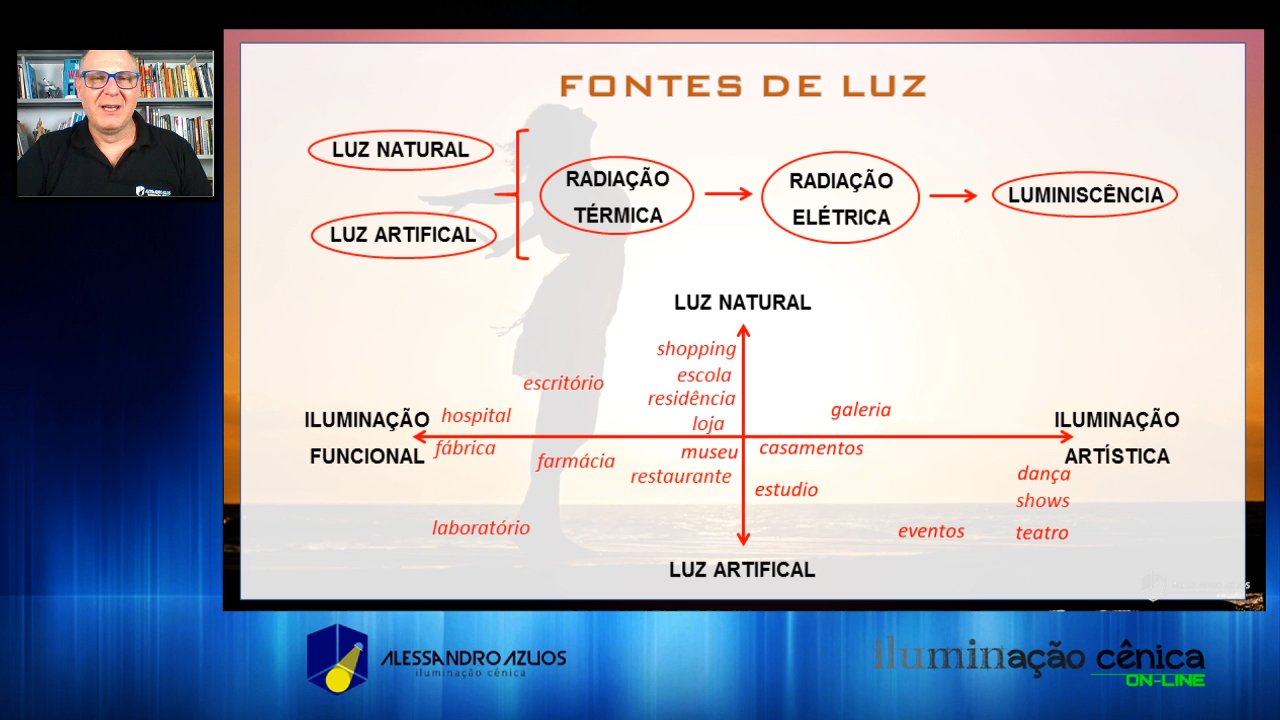 FONTES DE LUZ
LUZ NATURAL
LUZ ARTIFICAL
RADIAÇÃO
TÉRMICA
RADIAÇÃO
ELÉTRICA
LUMINISCÊNCIA
LUZ NATURAL
shopping
escola
escritório
residência
galeria
loja
ILUMINAÇÃO
FUNCIONAL
hospital
fábrica
farmácia
museu
restaurante
casamentos
estudio
ILUMINAÇÃO
ARTÍSTICA
dança
shows
laboratório
eventos
teatro
LUZ ARTIFICAL
ALESSANDRO AZUOS
iluminação cênica
iluminação cênica
ON-LINE